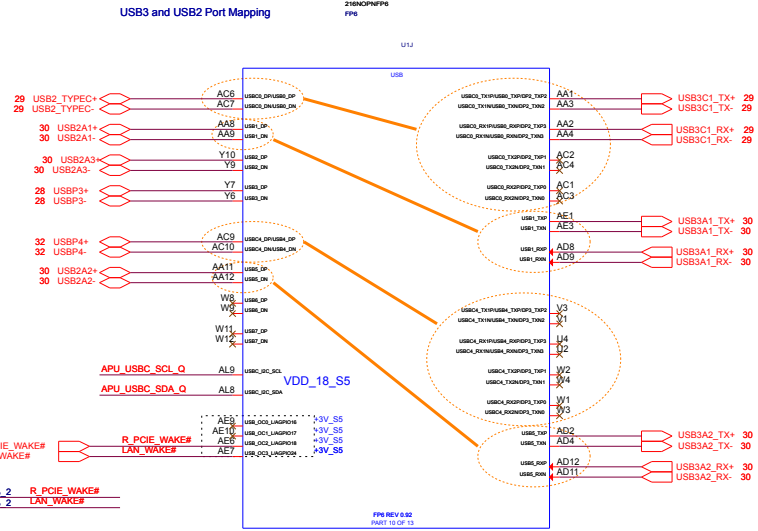 USB3 and USB2 Port Mapping
216NOPNFP6
FP6
U1J
USB
29 USB2_TYPEC+ AC6 USBC0_DP/USB0_DP
29 USB2_TYPEC- AC7 USBC0_DN/USB0_DN
30 USB2A1+ AA8 USB1_DP
30 USB2A1- AA9 USB1_DN
30 USB2A3+ Y10 USB2_DP
30 USB2A3- Y9 USB2_DN
28 USBP3+ Y7 USB3_DP
28 USBP3- Y6 USB3_DN
32 USBP4+ AC9 USBC4_DP/USB4_DP
32 USBP4- AC10 USBC4_DN/USB4_DN
30 USB2A2+ AA11 USB5_DP
30 USB2A2- AA12 USB5_DN
W8 USB6_DP
W9 USB6_DN
W11 USB7_DP
W12 USB7_DN
APU_USBC_SCL_Q AL9 USBC_I2C_SCL
VDD_18_S5
APU_USBC_SDA_Q AL8 USBC_I2C_SDA
AE9 USB_OC0_L/AGPIO16 +3V_S5
AE10 USB_OC1_L/AGPIO17 +3V_S5
R_PCIE_WAKE# AE6 USB_OC2_L/AGPIO18 +3V_S5
LAN_WAKE# AE7 USB_OC3_L/AGPIO24 +3V_S5
IE_WAKE#
WAKE#
2 R_PCIE_WAKE#
2 LAN_WAKE#
USBC0_TX1P/USB0_TXP/DP2_TXP2 AA1 USB3C1_TX+ 29
USBC0_TX1N/USB0_TXN/DP2_TXN2 AA3 USB3C1_TX- 29
USBC0_RX1P/USB0_RXP/DP2_TXP3 AA2 USB3C1_RX+ 29
USBC0_RX1N/USB0_RXN/DP2_TXN3 AA4 USB3C1_RX- 29
USBC0_TX2P/DP2_TXP1 AC2
USBC0_TX2N/DP2_TXN1 AC4
USBC0_RX2P/DP2_TXP0 AC1
USBC0_RX2N/DP2_TXN0 AC3
USB1_TXP AE1 USB3A1_TX+ 30
USB1_TXN AE3 USB3A1_TX- 30
USB1_RXP AD8 USB3A1_RX+ 30
USB1_RXN AD9 USB3A1_RX- 30
USBC4_TX1P/USB4_TXP/DP3_TXP2 V3
USBC4_TX1N/USB4_TXN/DP3_TXN2 V1
USBC4_RX1P/USB4_RXP/DP3_TXP3 U4
USBC4_RX1N/USB4_RXN/DP3_TXN3 U2
USBC4_TX2P/DP3_TXP1 W2
USBC4_TX2N/DP3_TXN1 W4
USBC4_RX2P/DP3_TXP0 W1
USBC4_RX2N/DP3_TXN0 W3
USB5_TXP AD2 USB3A2_TX+ 30
USB5_TXN AD4 USB3A2_TX- 30
USB5_RXP AD12 USB3A2_RX+ 30
USB5_RXN AD11 USB3A2_RX- 30
FP6 REV 0.92
PART 10 OF 13